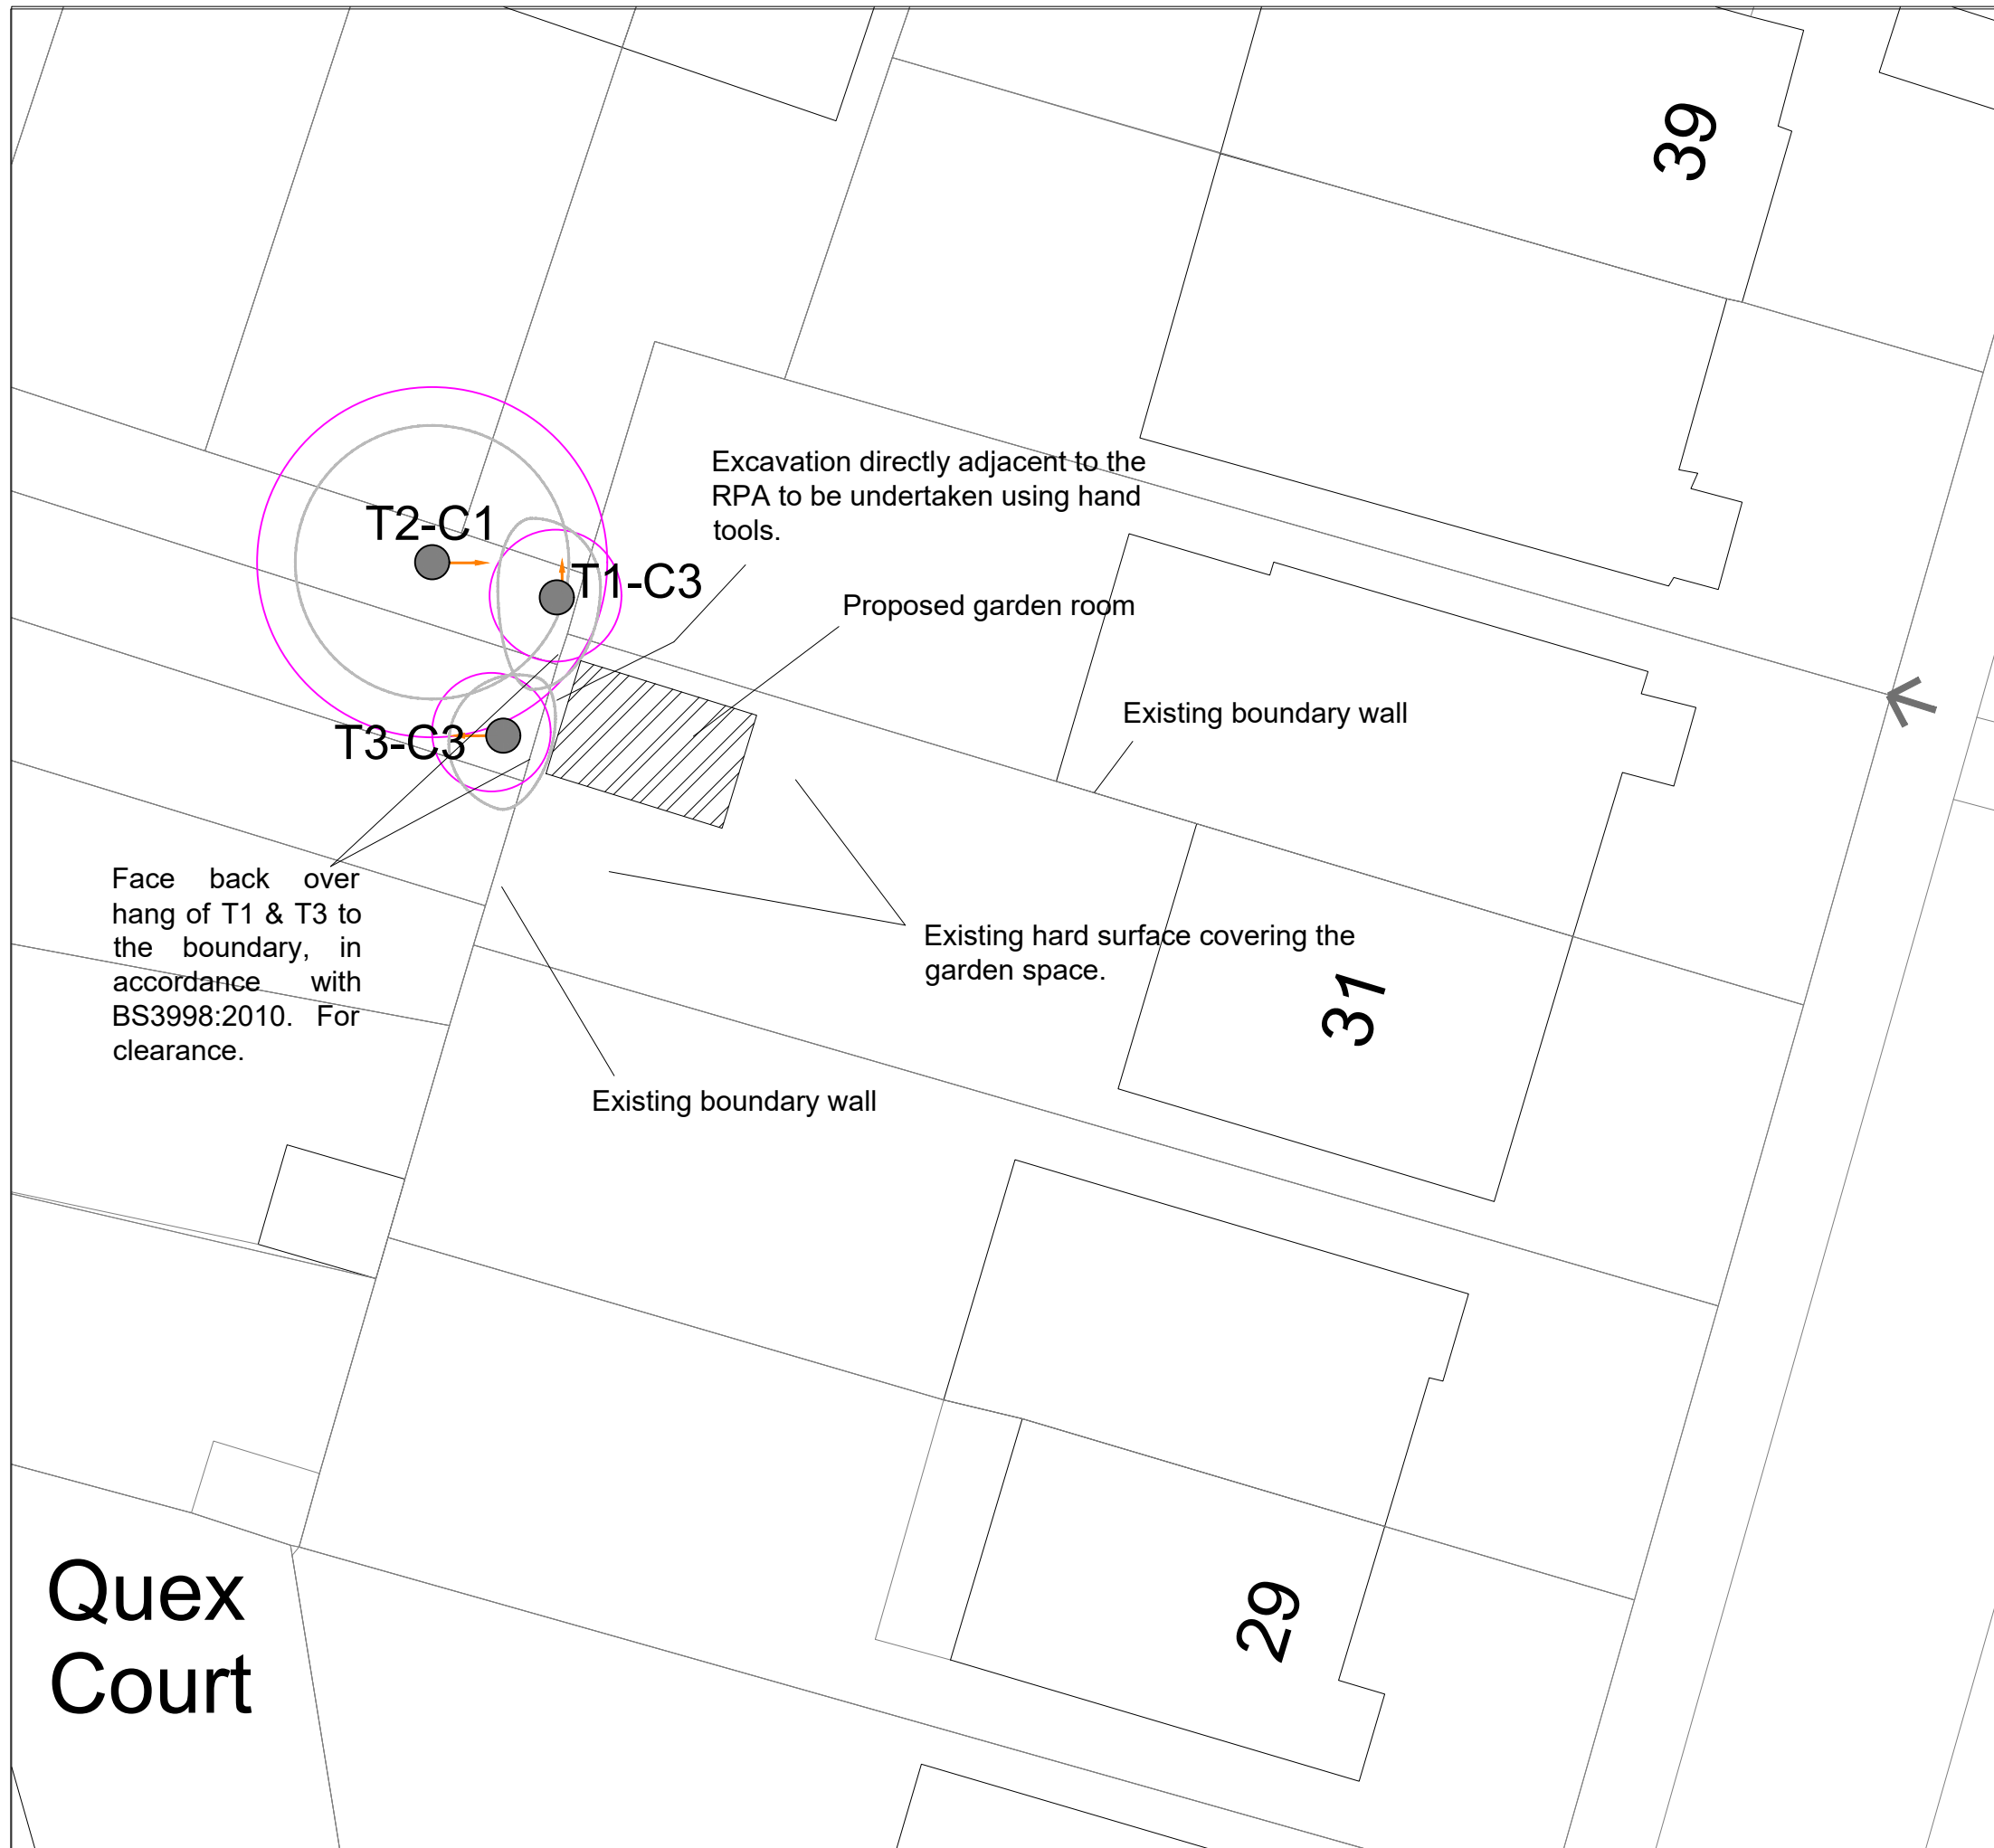 39
Excavation directly adjacent to the
RPA to be undertaken using hand
tools.
T2-C1
T1-C3
Proposed garden room
Existing boundary wall
T3-C3
Face back over
hang of T1 & T3 to
the boundary, in
accordance with
BS3998:2010. For
clearance.
Existing hard surface covering the
garden space.
31
Existing boundary wall
29
Quex
Court